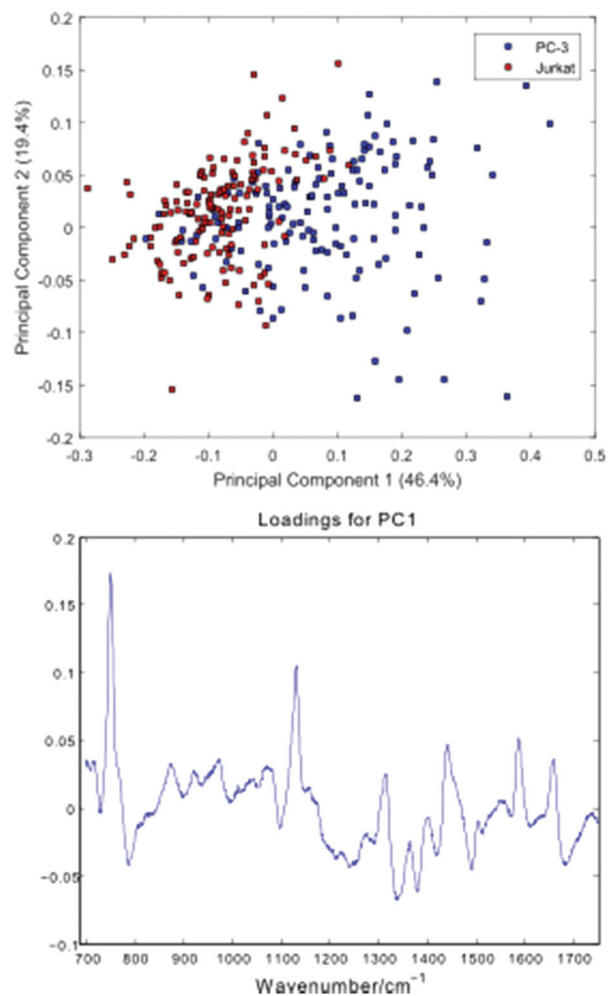 0.2
0.15
0.1
0.05
0
-0.05
-0.1
-0.15
-0.2
Principal Component 2 (19.4%)
PC-3
Jurkat
-0.3 -0.2 -0.1 0 0.1 0.2 0.3 0.4 0.5
Principal Component 1 (46.4%)
Loadings for PC1
0.2
0.15
0.1
0.05
0
-0.05
-0.1
700 800 900 1000 1100 1200 1300 1400 1500 1600 1700
Wavenumber/cm⁻¹